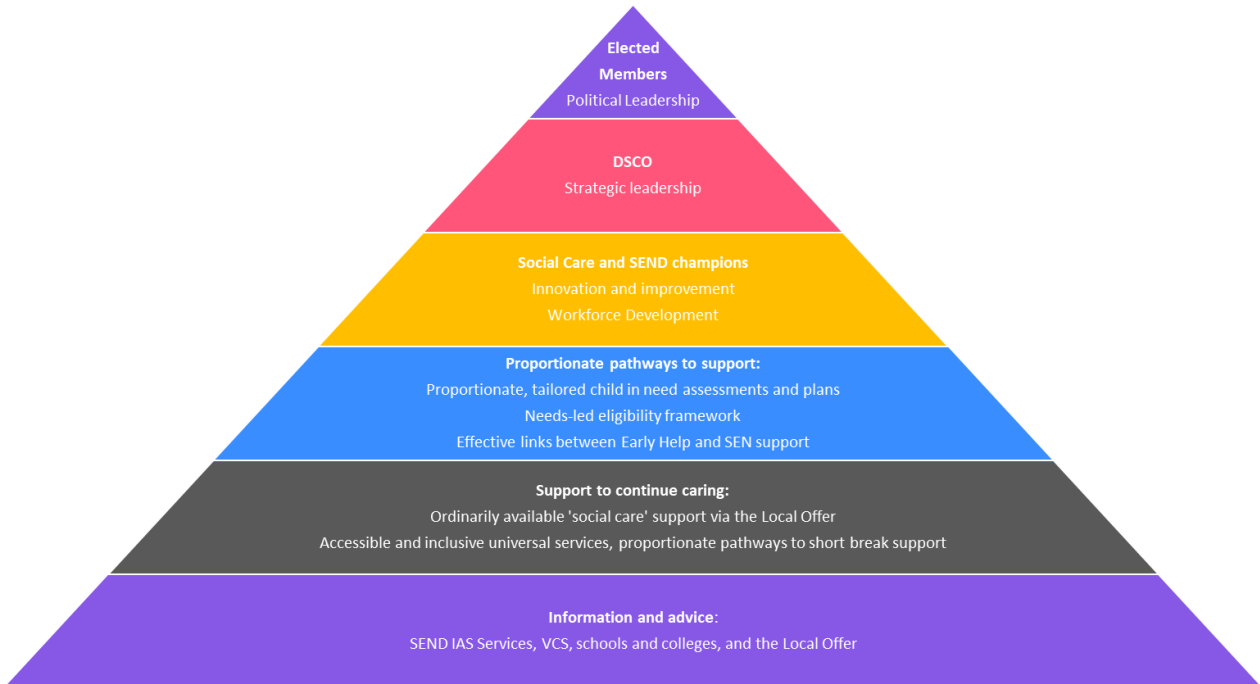 Elected
Members
Political Leadership
DSCO
Strategic leadership
Social Care and SEND champions
Innovation and improvement
Workforce Development
Proportionate pathways to support:
Proportionate, tailored child in need assessments and plans
Needs-led eligibility framework
Effective links between Early Help and SEN support
Support to continue caring:
Ordinarily available 'social care' support via the Local Offer
Accessible and inclusive universal services, proportionate pathways to short break support
Information and advice:
SEND IAS Services, VCS, schools and colleges, and the Local Offer